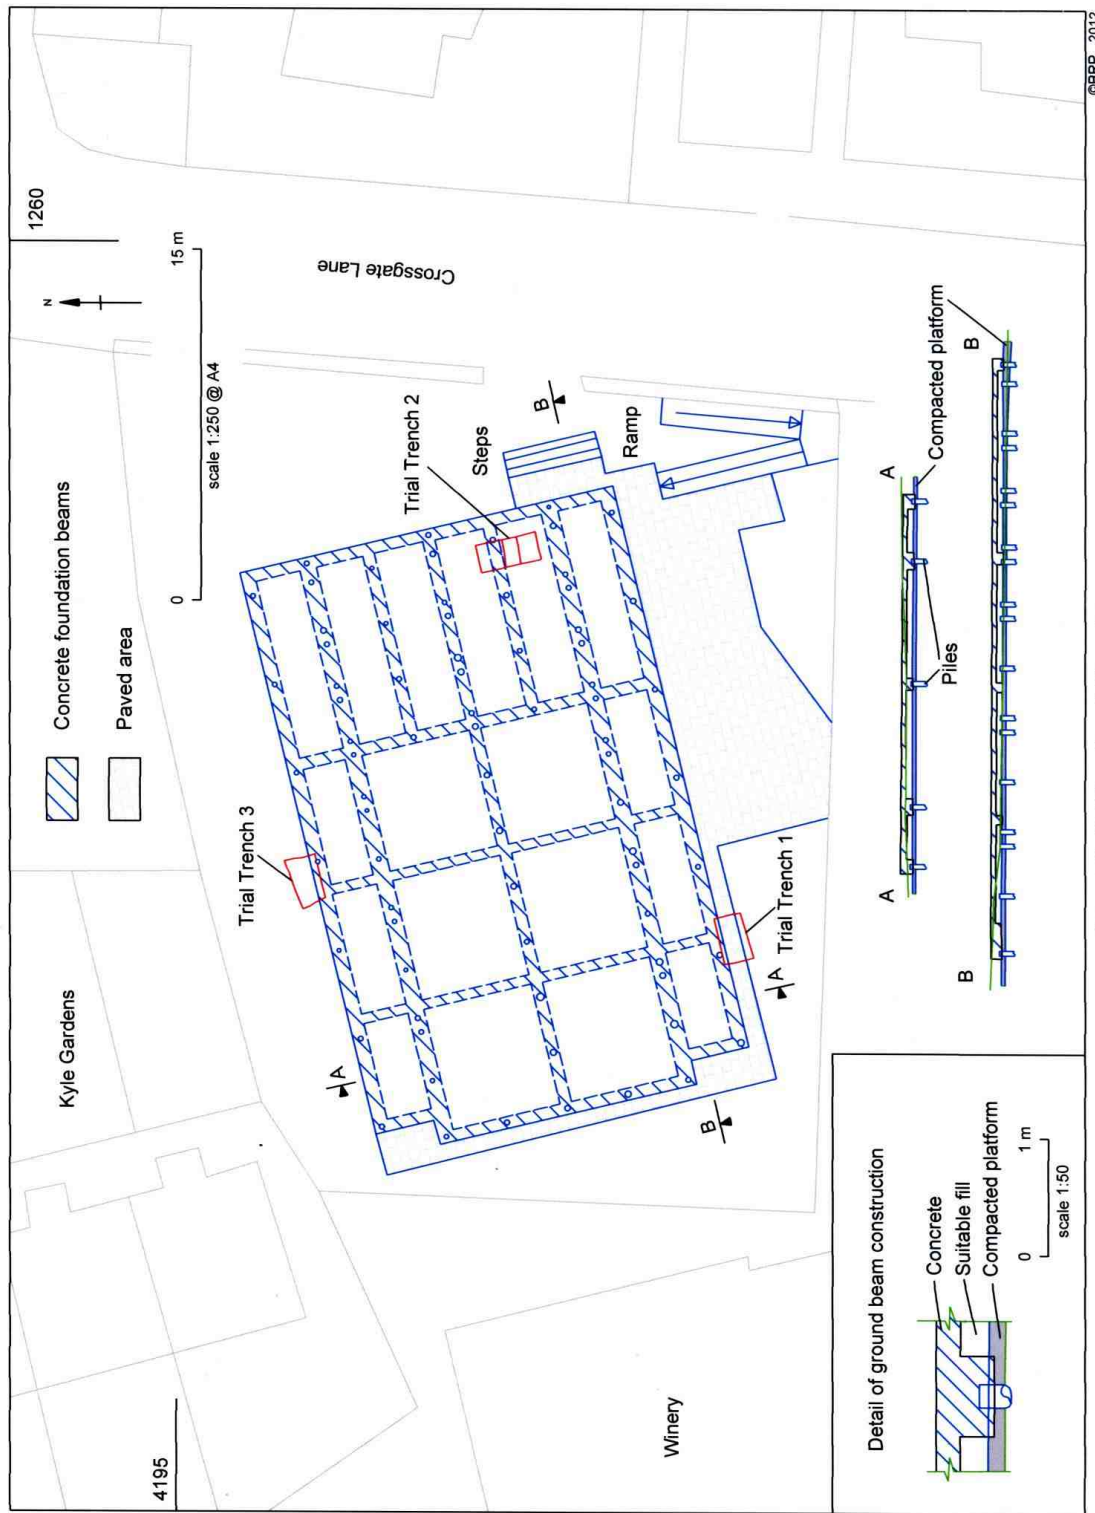 1260
N
15 m
0
scale 1:250 @ A4
Concrete foundation beams
Paved area
Kyle Gardens
Crossgate Lane
Trial Trench 3
Trial Trench 2
Steps
B
Ramp
A
Trial Trench 1
A
B
4195
Winery
A
A
Compacted platform
Piles
B
B
Detail of ground beam construction
Concrete
Suitable fill
Compacted platform
0
1 m
scale 1:50